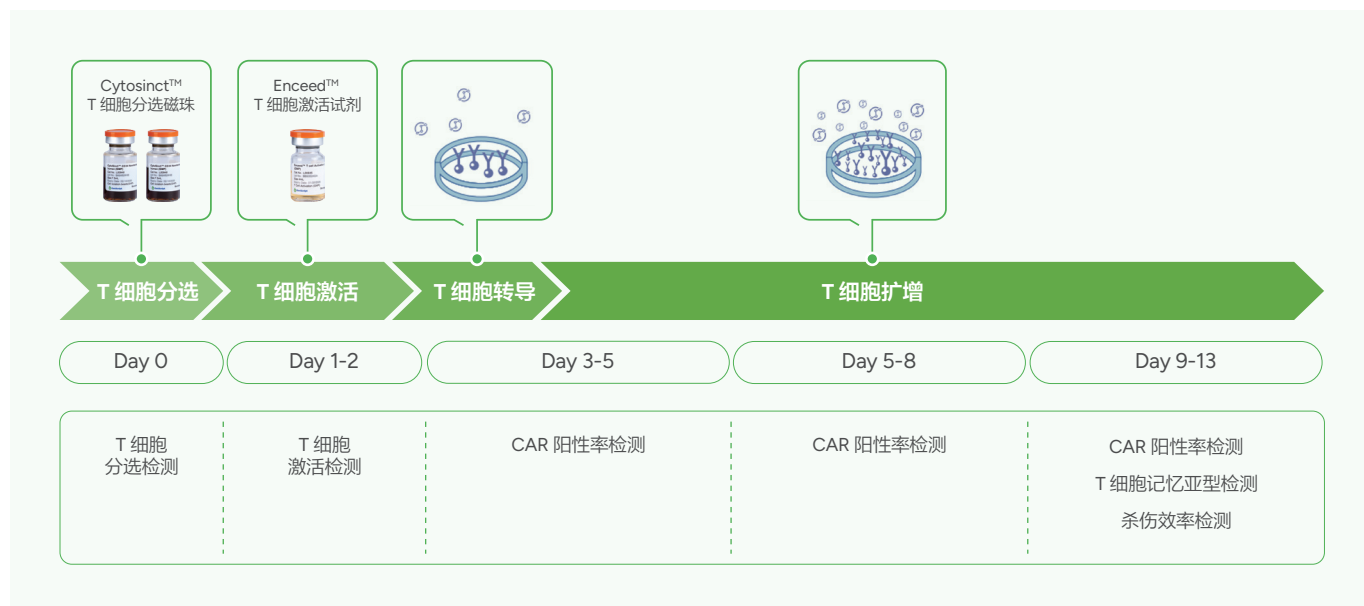 Cytosinct™
T 细胞分选磁珠
Enceed™
T 细胞激活试剂
T 细胞分选
T 细胞激活
T 细胞转导
T 细胞扩增
Day 0
Day 1-2
Day 3-5
Day 5-8
Day 9-13
T 细胞
分选检测
T 细胞
激活检测
CAR 阳性率检测
CAR 阳性率检测
CAR 阳性率检测
T 细胞记忆亚型检测
杀伤效率检测